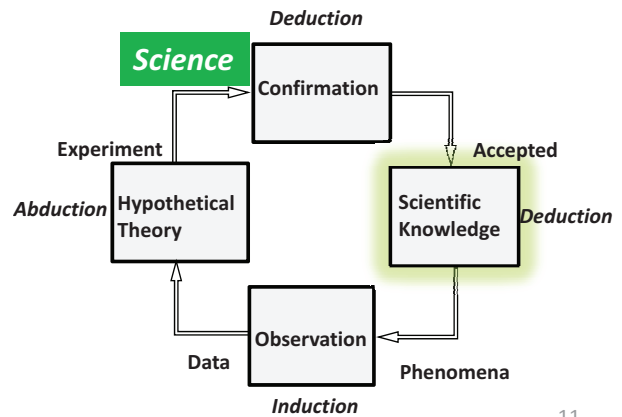 Deduction
Science
Confirmation
Experiment
Accepted
Abduction
Hypothetical
Theory
Scientific
Knowledge
Deduction
Observation
Data
Phenomena
Induction
11